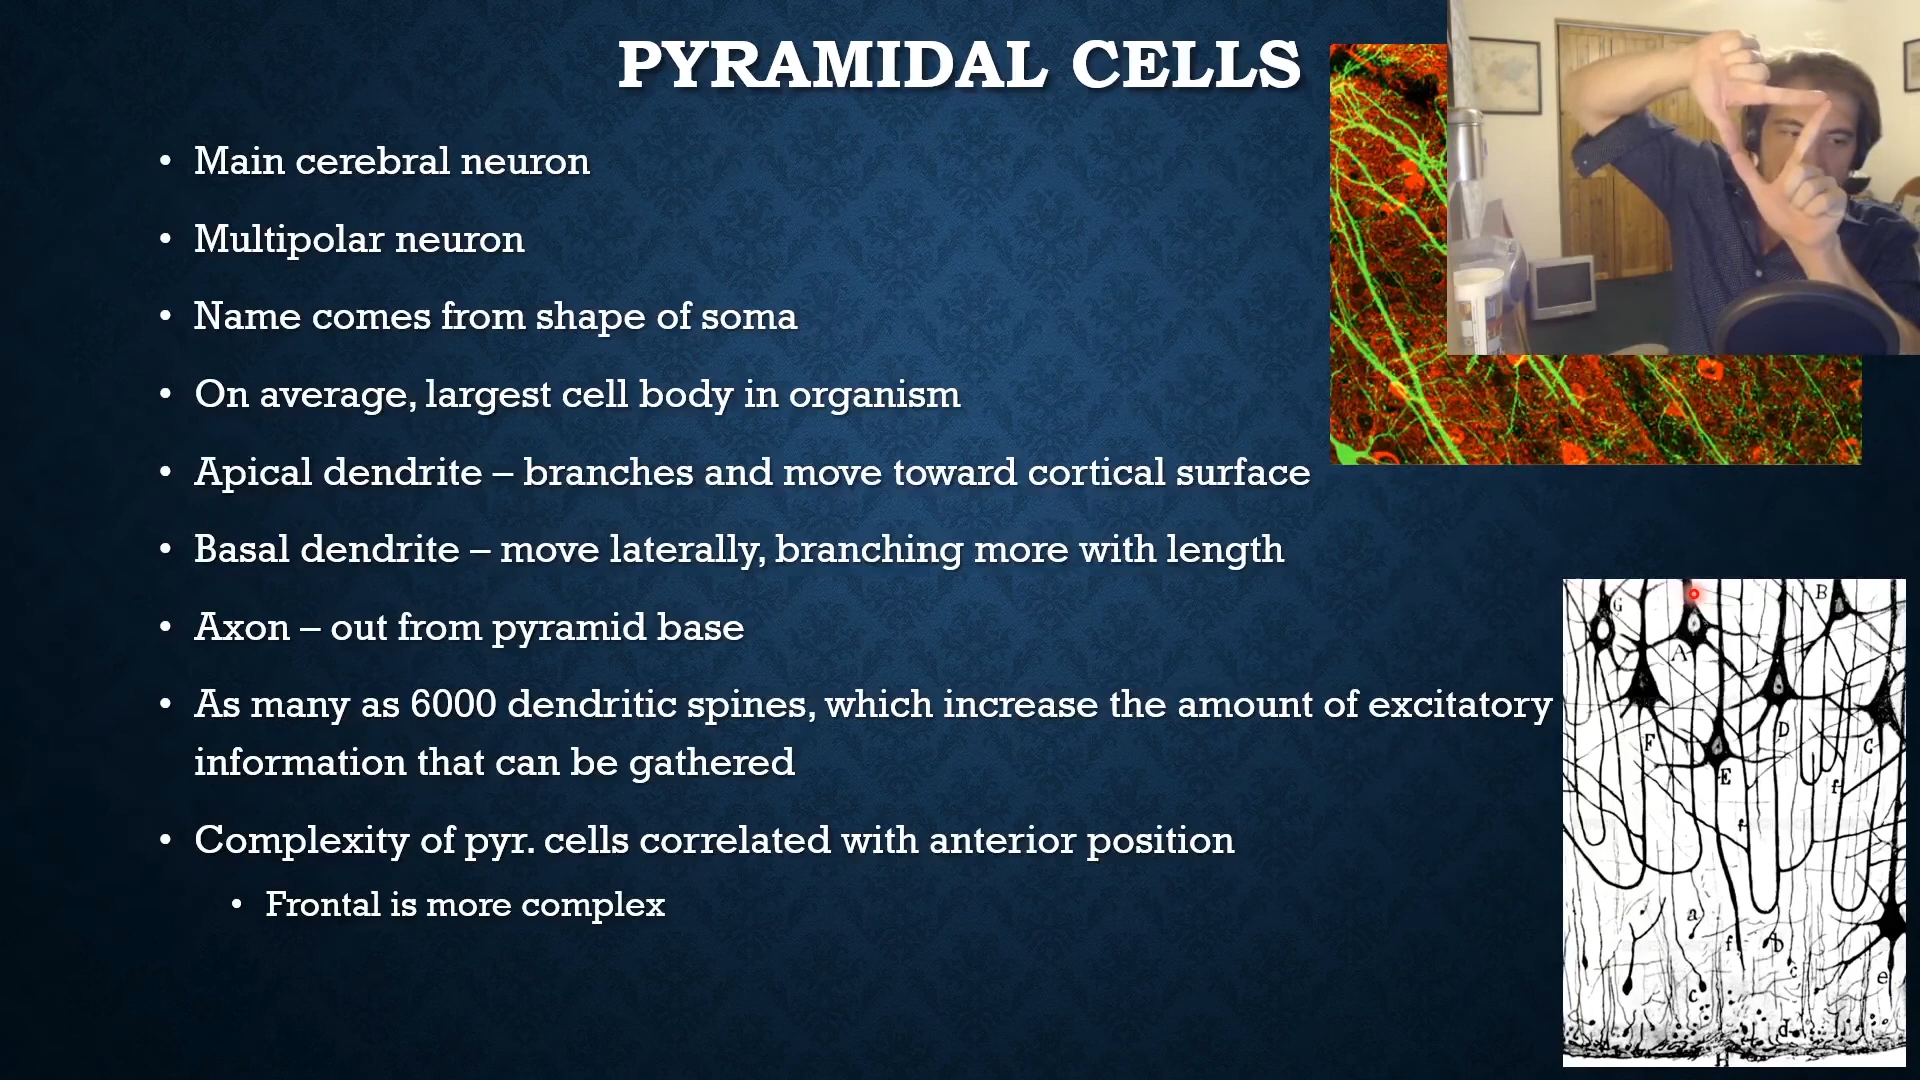 PYRAMIDAL CELLS
• Main cerebral neuron
• Multipolar neuron
• Name comes from shape of soma
• On average, largest cell body in organism
• Apical dendrite – branches and move toward cortical surface
• Basal dendrite – move laterally, branching more with length
• Axon – out from pyramid base
• As many as 6000 dendritic spines, which increase the amount of excitatory
information that can be gathered
• Complexity of pyr. cells correlated with anterior position
• Frontal is more complex
G
B
A
F
D
C
E
f
f
a
f
b
c
e
c
d
H